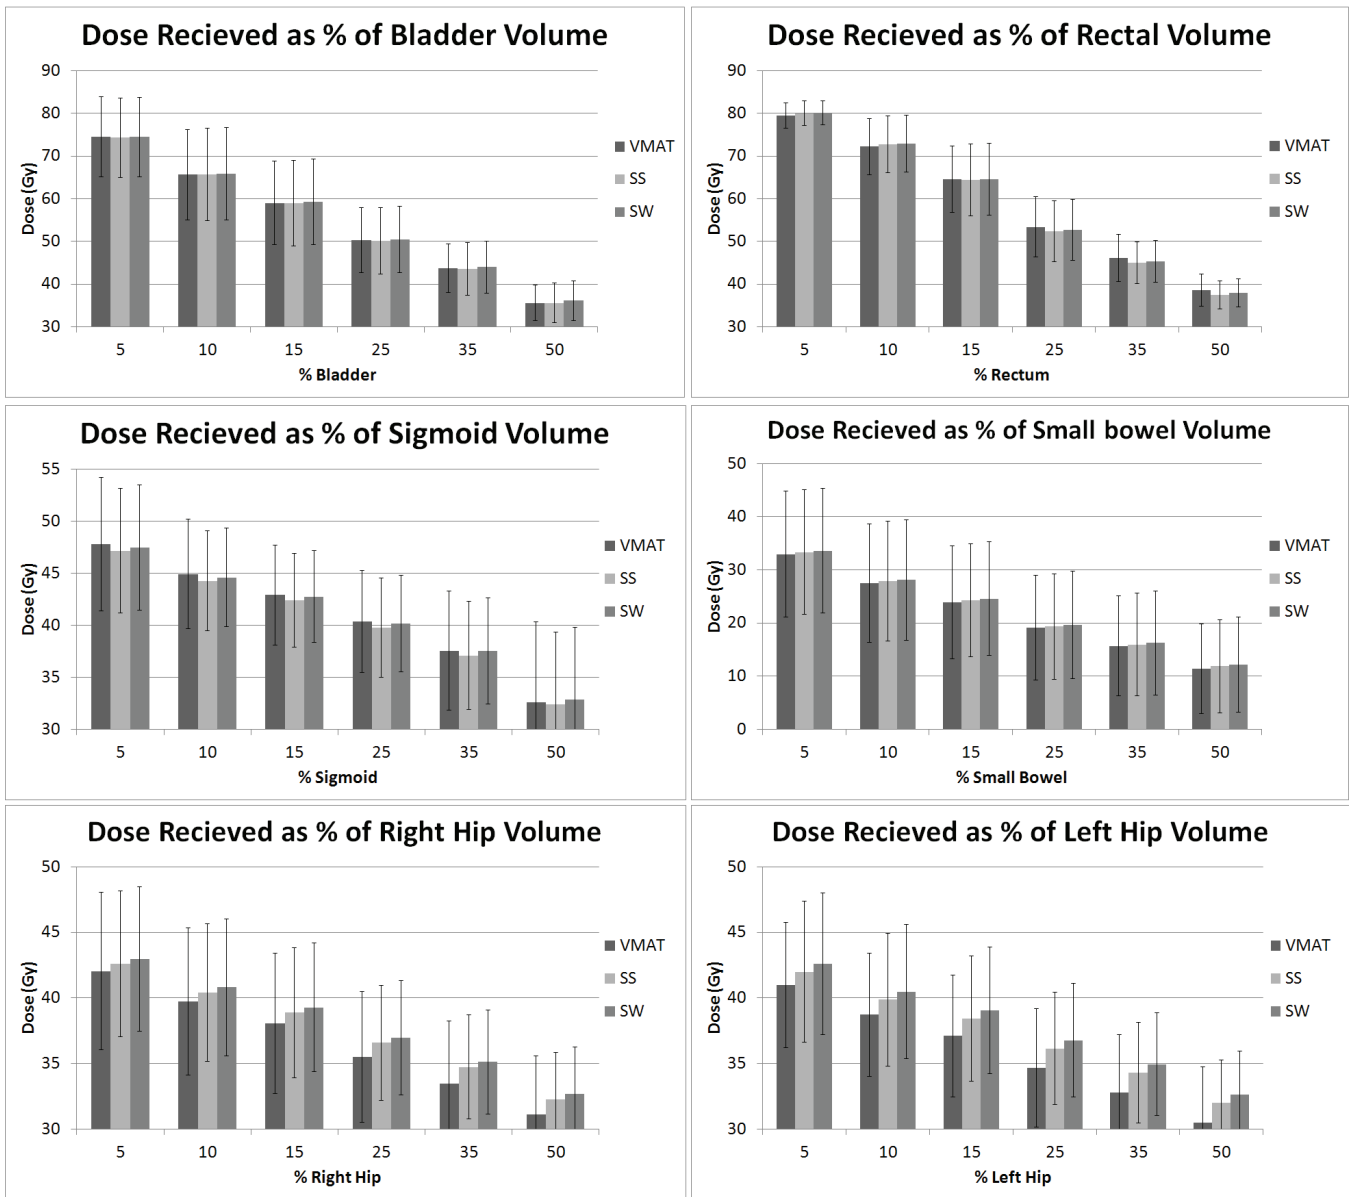 Dose Recieved as % of Bladder Volume
90
80
70
60
50
40
30
Dose (Gy)
5 10 15 25 35 50
% Bladder
VMAT
SS
SW
Dose Recieved as % of Rectal Volume
90
80
70
60
50
40
30
Dose (Gy)
5 10 15 25 35 50
% Rectum
VMAT
SS
SW
Dose Recieved as % of Sigmoid Volume
55
50
45
40
35
30
Dose (Gy)
5 10 15 25 35 50
% Sigmoid
VMAT
SS
SW
Dose Recieved as % of Small bowel Volume
50
40
30
20
10
0
Dose (Gy)
5 10 15 25 35 50
% Small Bowel
VMAT
SS
SW
Dose Recieved as % of Right Hip Volume
50
45
40
35
30
Dose (Gy)
5 10 15 25 35 50
% Right Hip
VMAT
SS
SW
Dose Recieved as % of Left Hip Volume
50
45
40
35
30
Dose (Gy)
5 10 15 25 35 50
% Left Hip
VMAT
SS
SW